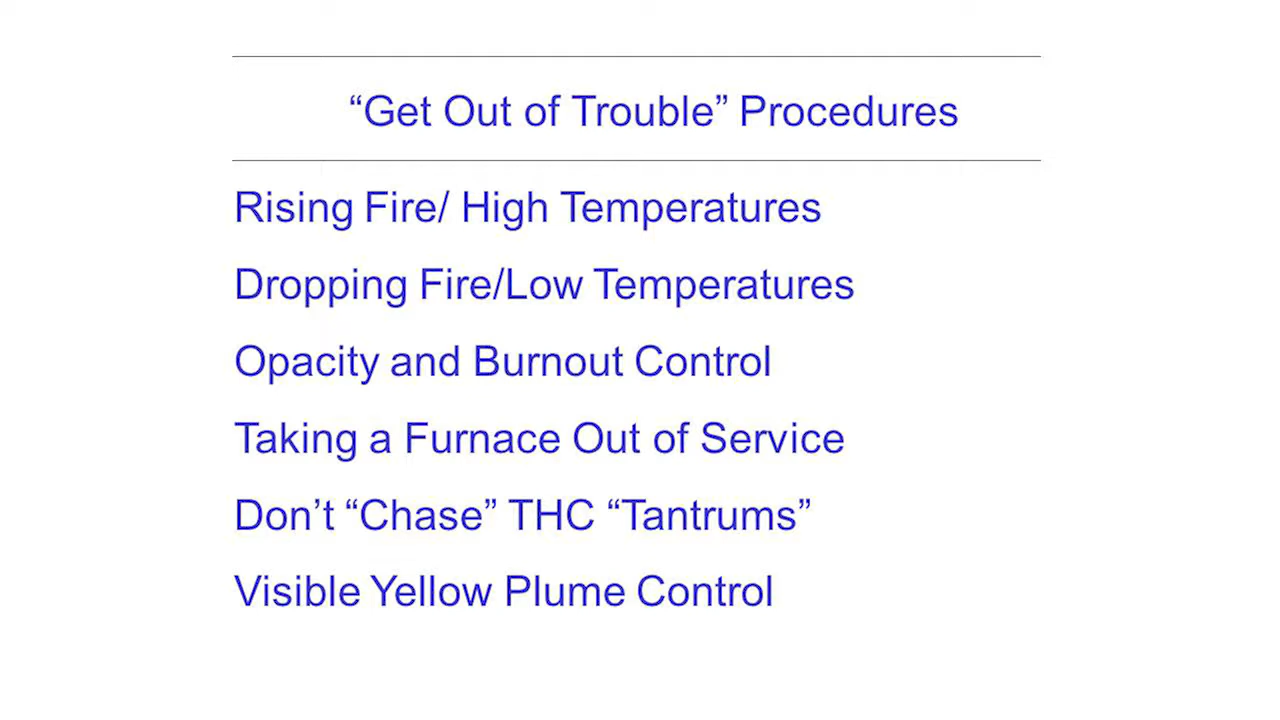 “Get Out of Trouble” Procedures
Rising Fire/ High Temperatures
Dropping Fire/Low Temperatures
Opacity and Burnout Control
Taking a Furnace Out of Service
Don’t “Chase” THC “Tantrums”
Visible Yellow Plume Control